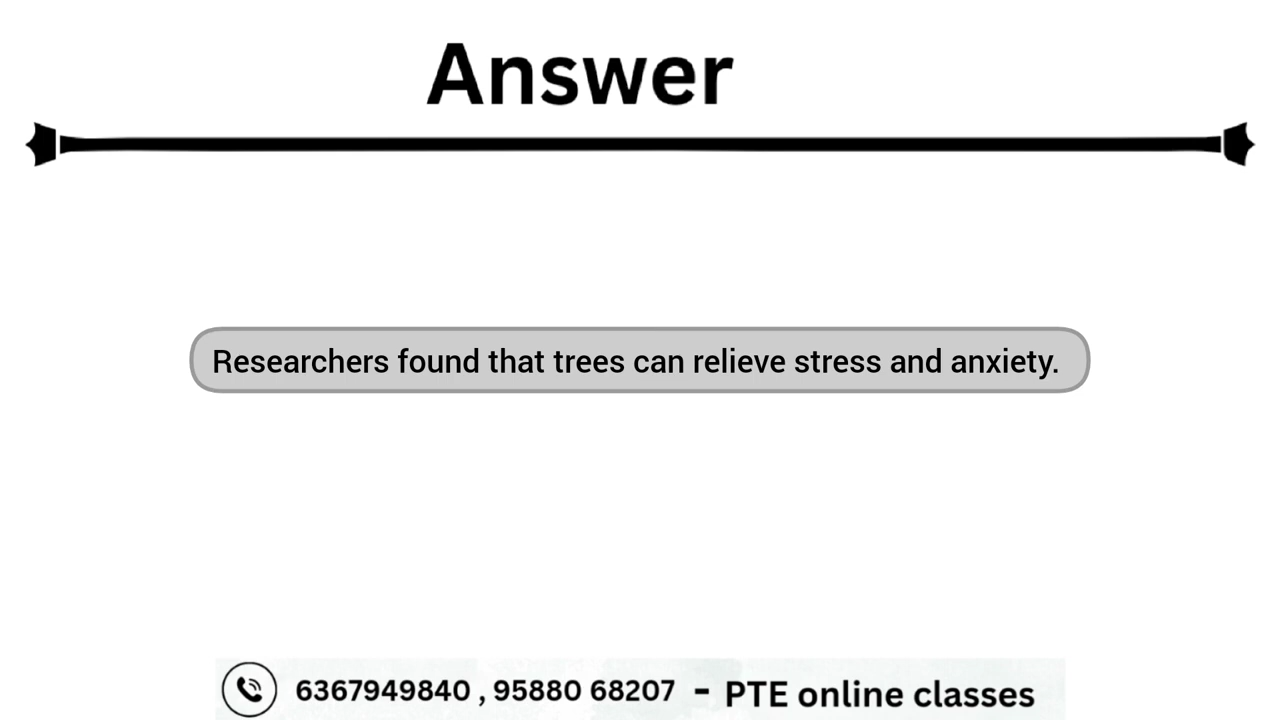 Answer
Researchers found that trees can relieve stress and anxiety.
6367949840 , 95880 68207 - PTE online classes